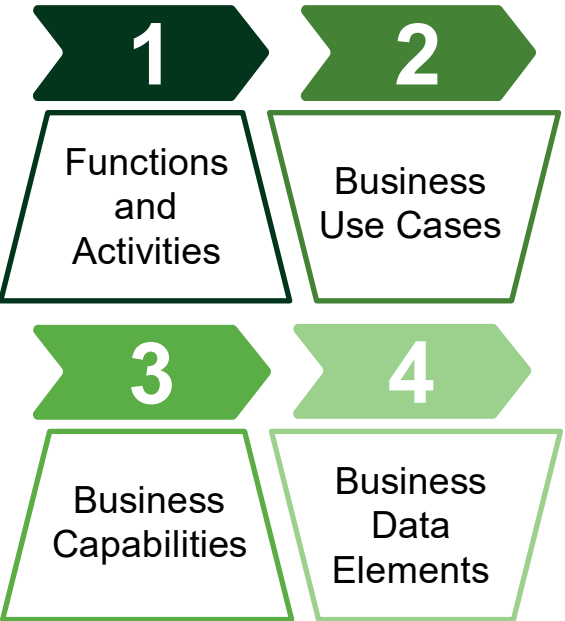 1
Functions
and
Activities
2
Business
Use Cases
3
Business
Capabilities
4
Business
Data
Elements